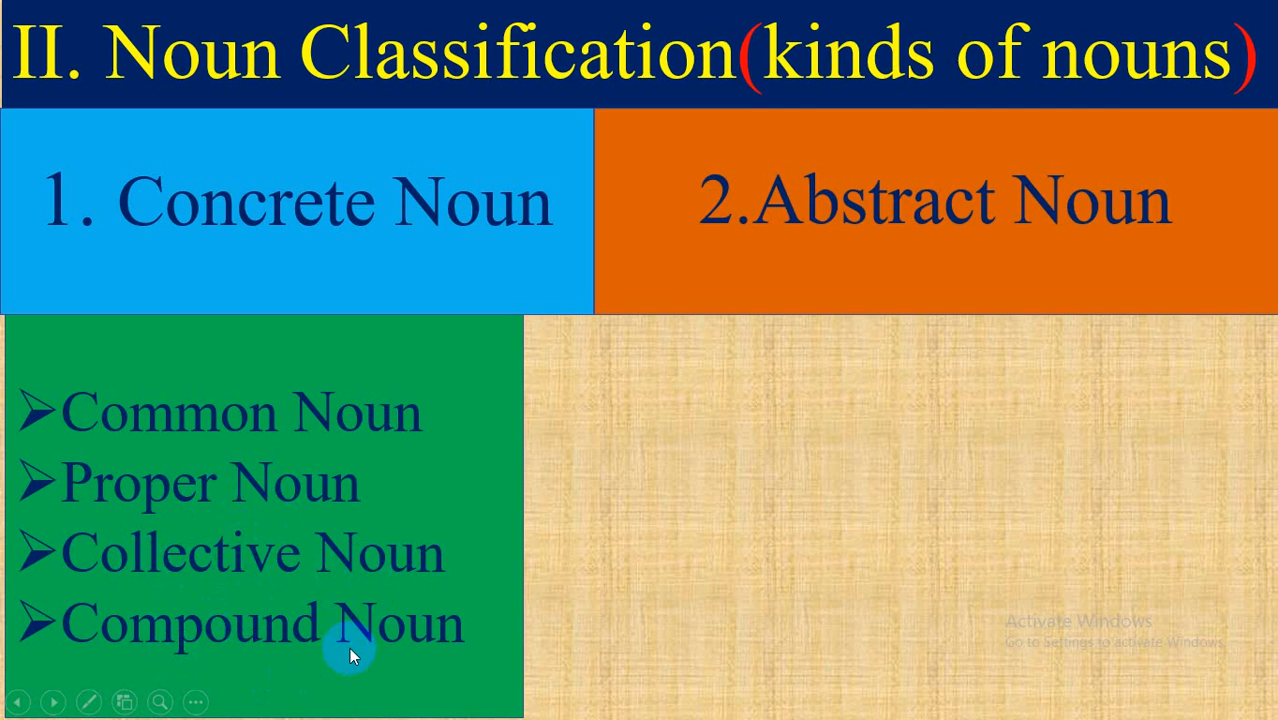 II. Noun Classification(kinds of nouns)
1. Concrete Noun
2.Abstract Noun
➢Common Noun
➢Proper Noun
➢Collective Noun
➢Compound Noun
Activate Windows
Go to Settings to activate Windows.